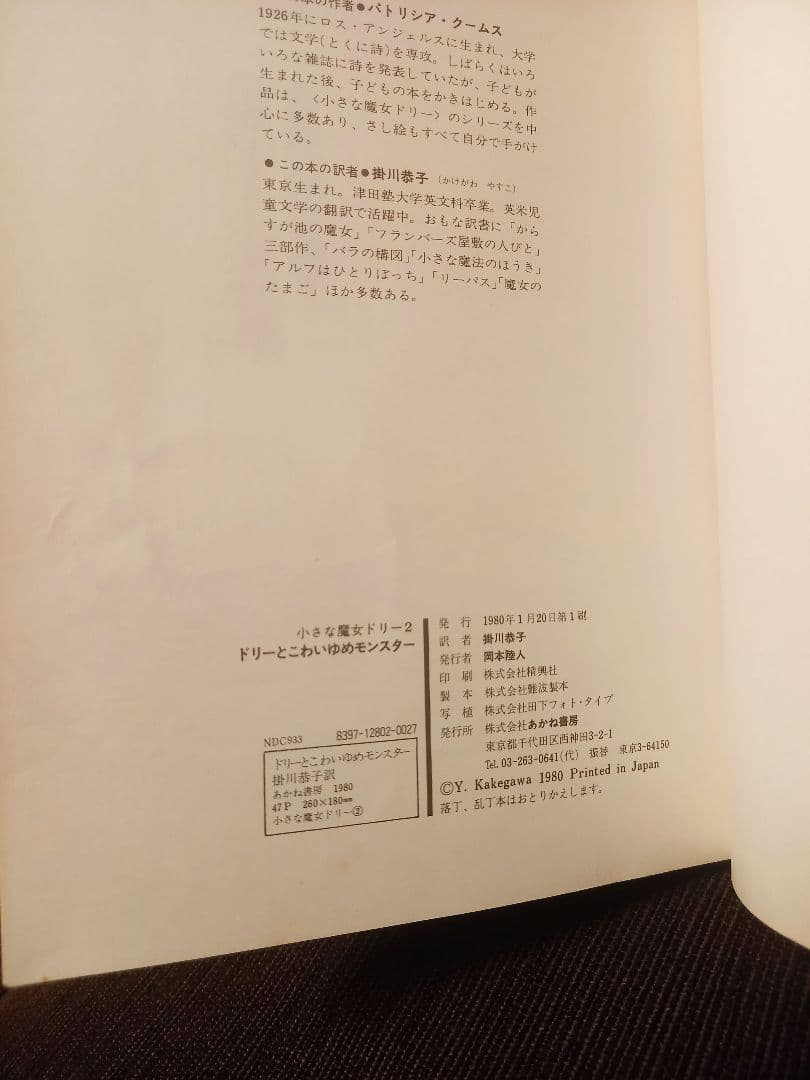 本の作者●パトリシア・クームス
1926年にロス・アンジェルスに生まれ、大学
では文学(とくに詩)を専攻。しばらくはいろ
いろな雑誌に詩を発表していたが、子どもが
生まれた後、子どもの本をかきはじめる。作
品は、〈小さな魔女ドリー〉のシリーズを中
心に多数あり、さし絵もすべて自分で手がけ
ている。
●この本の訳者●掛川恭子(かけがわ やすこ)
東京生まれ。津田塾大学英文科卒業。英米児
童文学の翻訳で活躍中。おもな訳書に「から
すが池の魔女」「フランバーズ屋敷の人びと」
三部作、「バラの構図」「小さな魔法のほうき」
「アルフはひとりぼっち」「リーパス」「魔女の
たまご」ほか多数ある。
小さな魔女ドリー2
ドリーとこわいゆめモンスター
NDC933 8397-12802-0027
ドリーとこわいゆめモンスター
掛川恭子訳
あかね書房 1980
47P 260×180mm
小さな魔女ドリー②
発行 1980年1月20日第1刷
訳者 掛川恭子
発行者 岡本陸人
印刷 株式会社精興社
製本 株式会社難波製本
写植 株式会社田下フォト・タイプ
発行所 株式会社あかね書房
東京都千代田区西神田3-2-1
Tel. 03-263-0641(代) 振替 東京3-64150
©Y. Kakegawa 1980 Printed in Japan
落丁、乱丁本はおとりかえします。